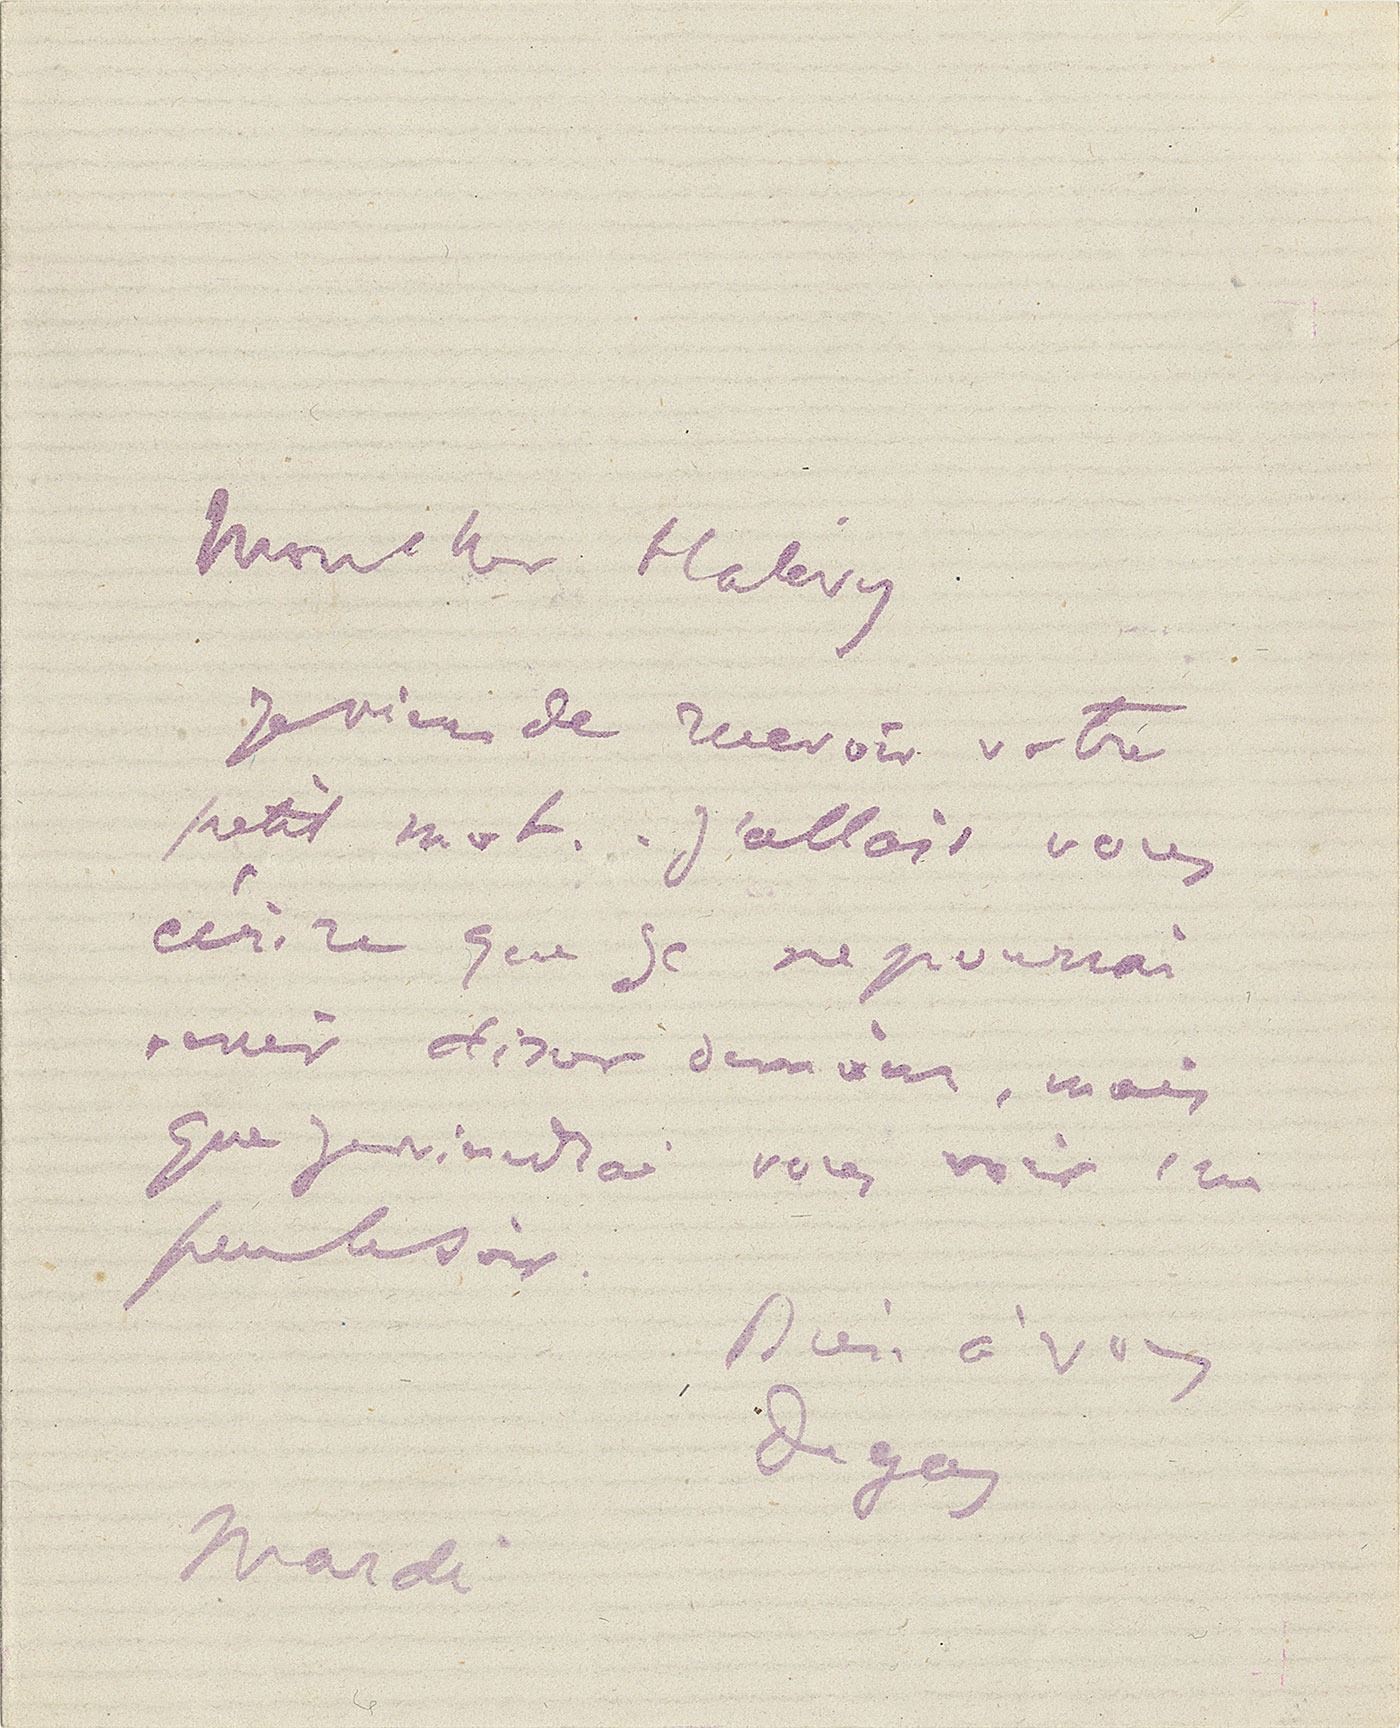 Mon cher Halévy
Je viens de recevoir votre
petit mot. . J'allais vous
écrire que je ne pourrai
venir dîner demain, mais
que je viendrai vous voir un
peu le soir.
Bien à vous
Degas
Mardi